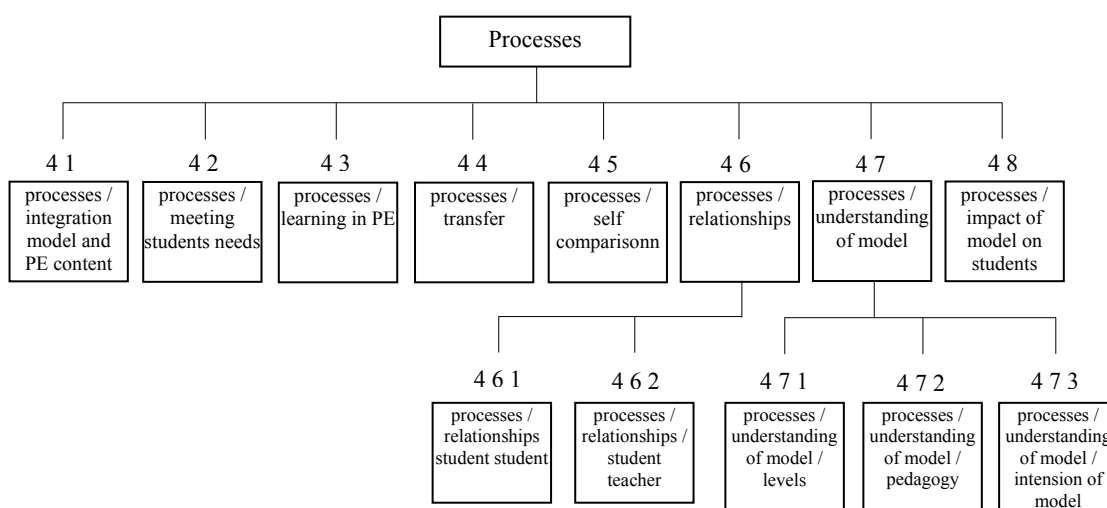 Processes
4 1
processes /
integration
model and
PE content
4 2
processes /
meeting
students needs
4 3
processes /
learning in PE
4 4
processes /
transfer
4 5
processes /
self
comparisonn
4 6
processes /
relationships
4 7
processes /
understanding
of model
4 8
processes /
impact of
model on
students
4 6 1
processes /
relationships
student student
4 6 2
processes /
relationships /
student
teacher
4 7 1
processes /
understanding
of model /
levels
4 7 2
processes /
understanding
of model /
pedagogy
4 7 3
processes /
understanding
of model /
intension of
model